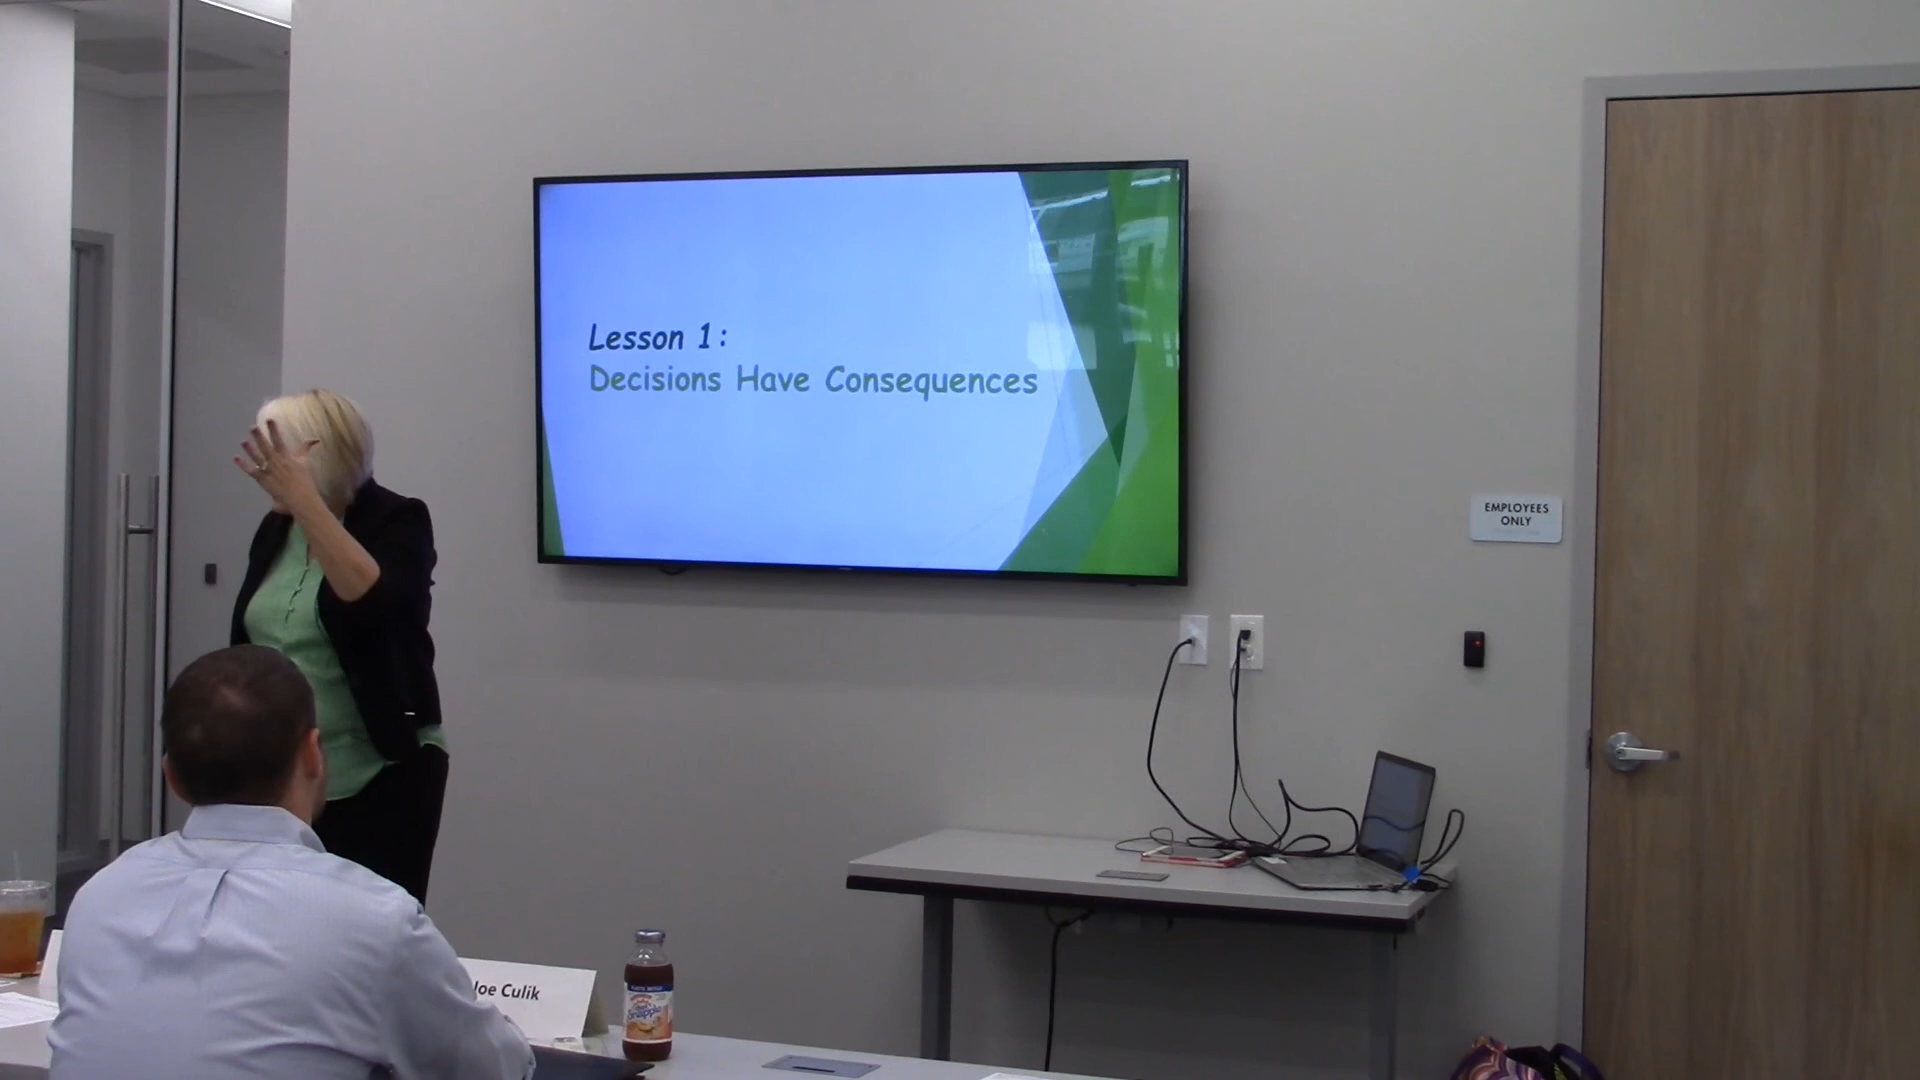 Lesson 1:
Decisions Have Consequences
EMPLOYEES
ONLY
Joe Culik
Snapple